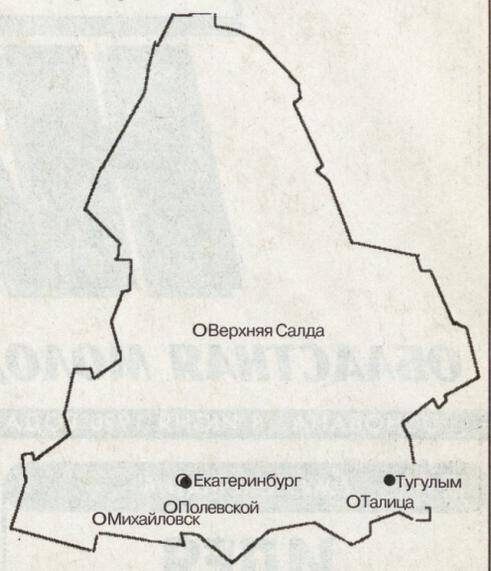 Верхняя Салда
Екатеринбург
Тугулым
Талица
Полевской
Михайловск